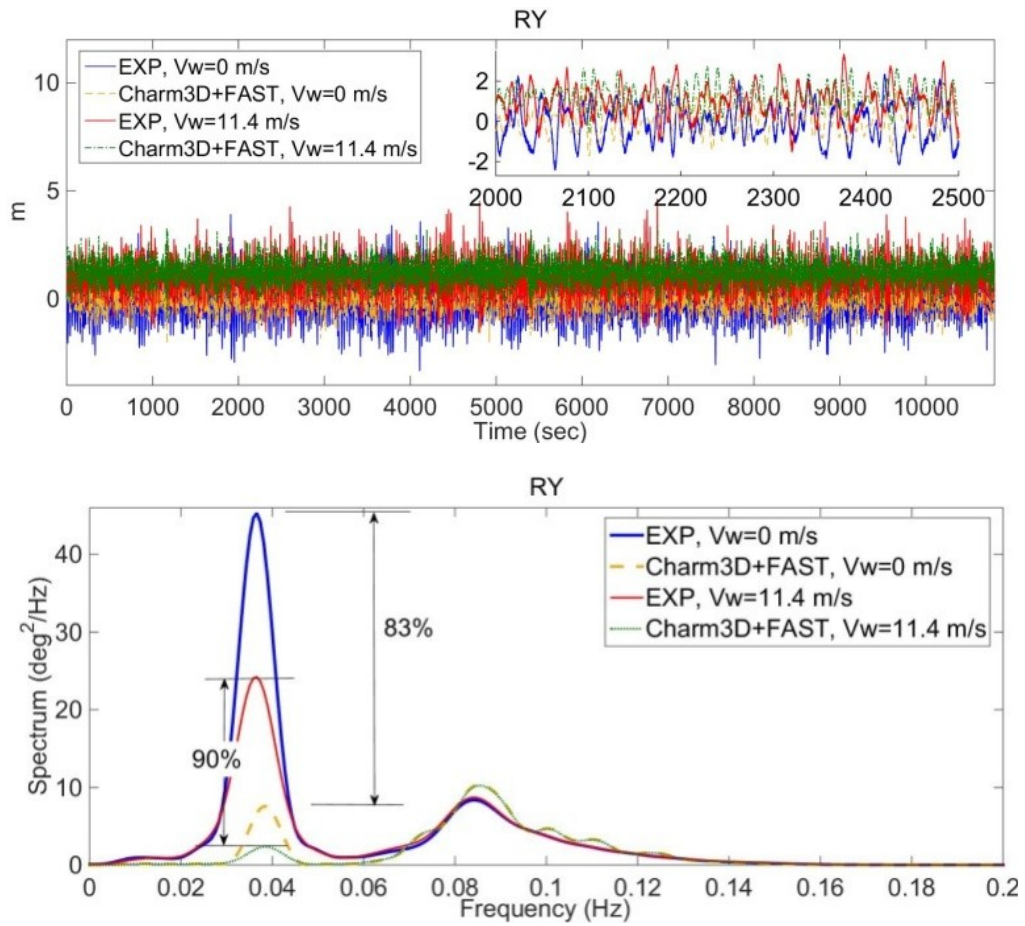 RY
EXP, Vw=0 m/s
Charm3D+FAST, Vw=0 m/s
EXP, Vw=11.4 m/s
Charm3D+FAST, Vw=11.4 m/s
10
5
0
m
2
0
-2
2000 2100 2200 2300 2400 2500
0 1000 2000 3000 4000 5000 6000 7000 8000 9000 10000
Time (sec)
RY
EXP, Vw=0 m/s
Charm3D+FAST, Vw=0 m/s
EXP, Vw=11.4 m/s
Charm3D+FAST, Vw=11.4 m/s
Spectrum (deg²/Hz)
40
30
20
10
0
83%
90%
0 0.02 0.04 0.06 0.08 0.1 0.12 0.14 0.16 0.18 0.2
Frequency (Hz)